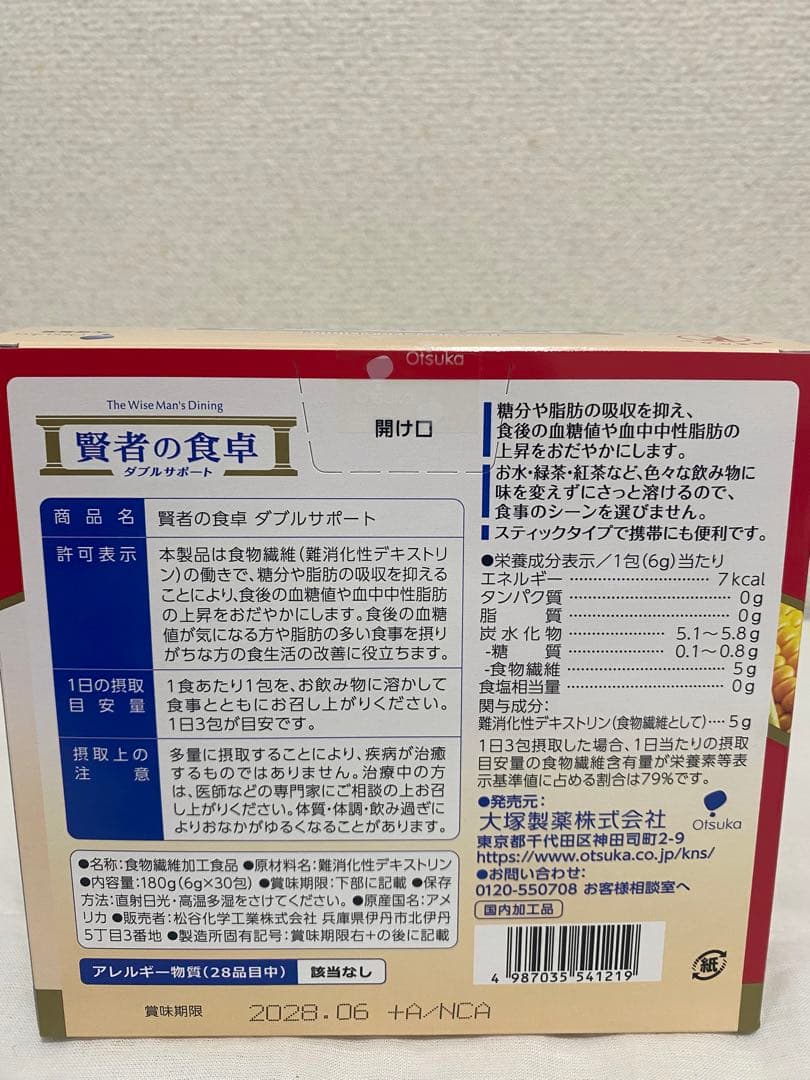 Otsuka
The Wise Man's Dining
賢者の食卓
ダブルサポート
開け口
糖分や脂肪の吸収を抑え、
食後の血糖値や血中中性脂肪の
上昇をおだやかにします。
お水・緑茶・紅茶など、色々な飲み物に
味を変えずにさっと溶けるので、
食事のシーンを選びません。
スティックタイプで携帯にも便利です。
商品名 賢者の食卓 ダブルサポート
許可表示 本製品は食物繊維(難消化性デキストリ
ン)の働きで、糖分や脂肪の吸収を抑える
ことにより、食後の血糖値や血中中性脂肪
の上昇をおだやかにします。食後の血糖
値が気になる方や脂肪の多い食事を摂り
がちな方の食生活の改善に役立ちます。
1日の摂取 1食あたり1包を、お飲み物に溶かして
目安量 食事とともにお召し上がりください。
1日3包が目安です。
摂取上の 多量に摂取することにより、疾病が治癒
注意 するものではありません。治療中の方
は、医師などの専門家にご相談の上お召
し上がりください。体質・体調・飲み過ぎに
よりおなかがゆるくなることがあります。
●名称:食物繊維加工食品 ●原材料名:難消化性デキストリン
●内容量:180g(6g×30包) ●賞味期限:下部に記載 ●保存
方法:直射日光・高温多湿をさけてください。 ●原産国名:アメ
リカ ●販売者:松谷化学工業株式会社 兵庫県伊丹市北伊丹
5丁目3番地 ●製造所固有記号:賞味期限右+の後に記載
アレルギー物質(28品目中) 該当なし
賞味期限 2028.06 +A/NCA
●栄養成分表示/1包(6g)当たり
エネルギー ………… 7kcal
タンパク質 ………… 0g
脂質 ………… 0g
炭水化物 ………… 5.1～5.8g
-糖質 ………… 0.1～0.8g
-食物繊維 ………… 5g
食塩相当量 ………… 0g
関与成分:
難消化性デキストリン(食物繊維として)…5g
1日3包摂取した場合、1日当たりの摂取
目安量の食物繊維含有量が栄養素等表
示基準値に占める割合は79%です。
●発売元:
大塚製薬株式会社
Otsuka
東京都千代田区神田司町2-9
https://www.otsuka.co.jp/kns/
●お問い合わせ:
0120-550708 お客様相談室へ
国内加工品
4 987035 541219
紙